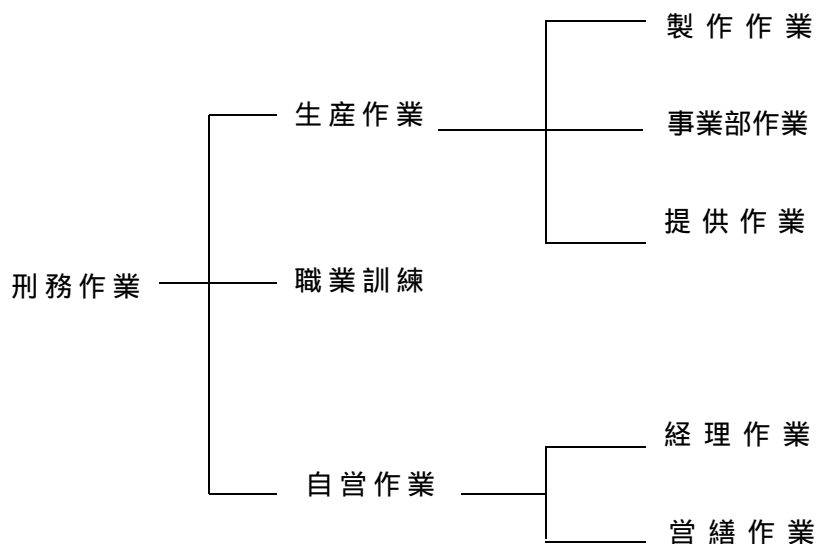 刑務作業
生産作業
製作作業
事業部作業
提供作業
職業訓練
自営作業
経理作業
営繕作業